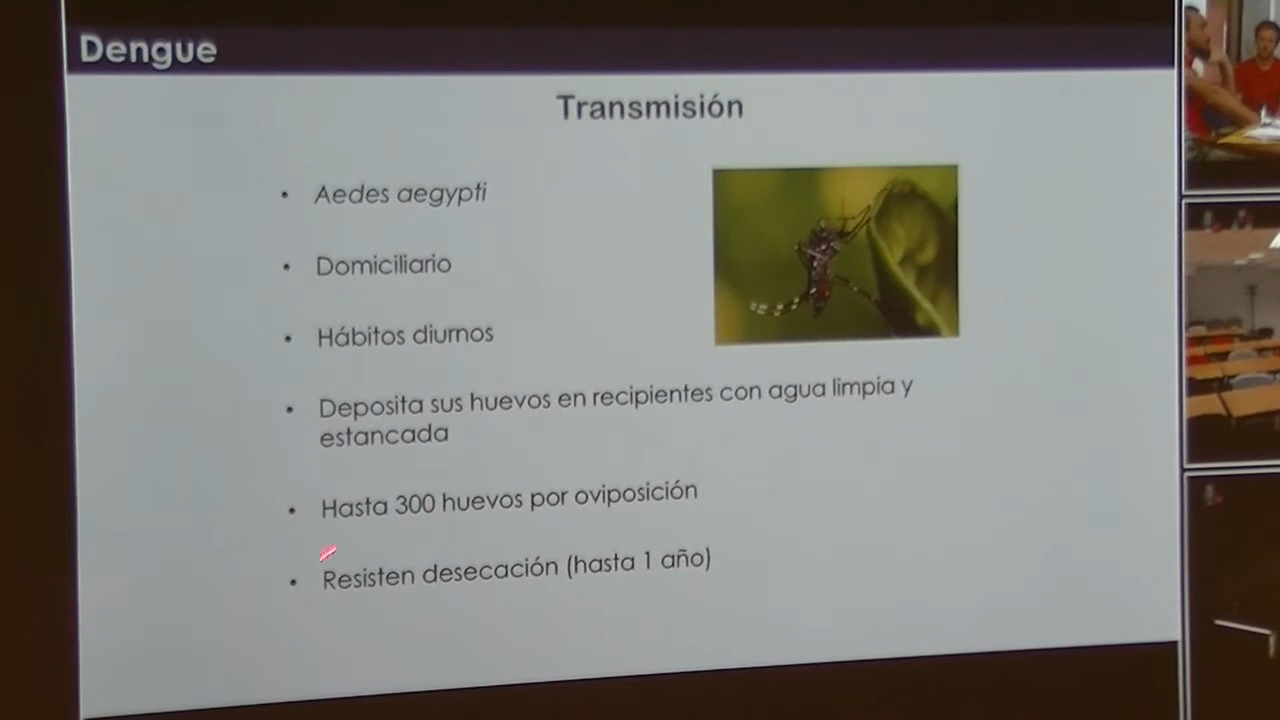 Dengue
Transmisión
• Aedes aegypti
• Domiciliario
• Hábitos diurnos
• Deposita sus huevos en recipientes con agua limpia y
estancada
• Hasta 300 huevos por oviposición
• Resisten desecación (hasta 1 año)